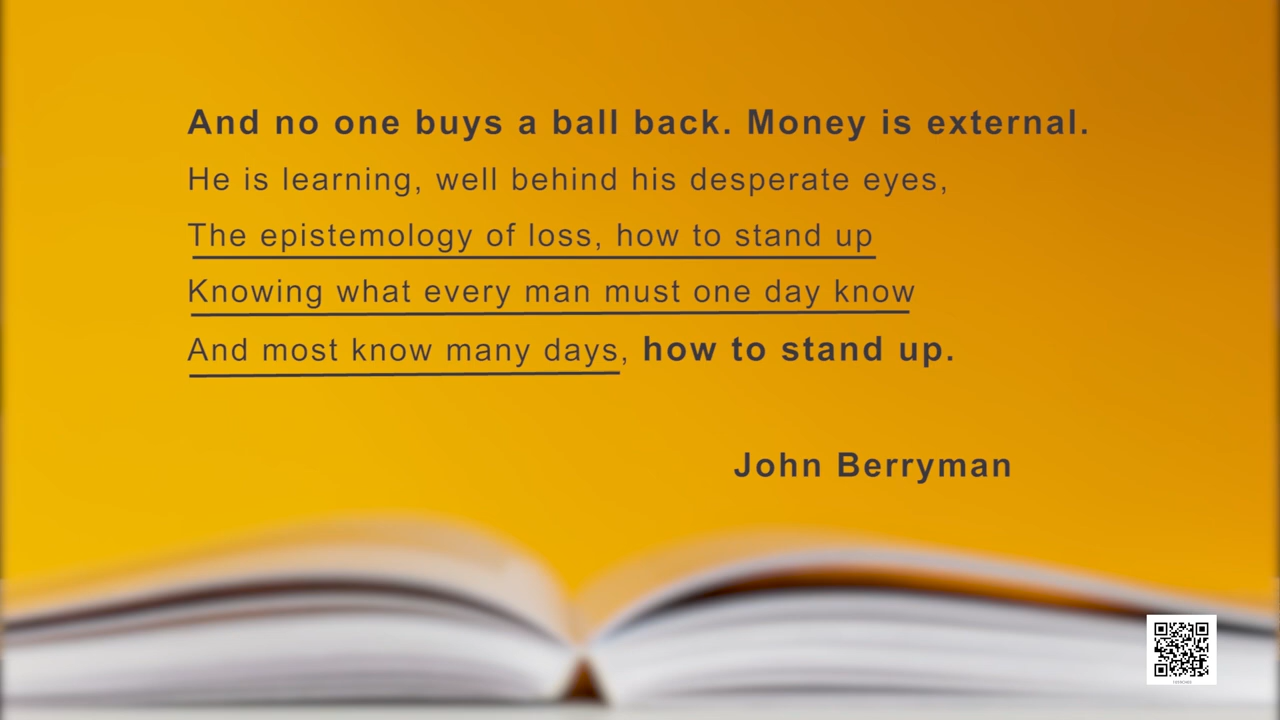 And no one buys a ball back. Money is external.
He is learning, well behind his desperate eyes,
The epistemology of loss, how to stand up
Knowing what every man must one day know
And most know many days, how to stand up.
John Berryman